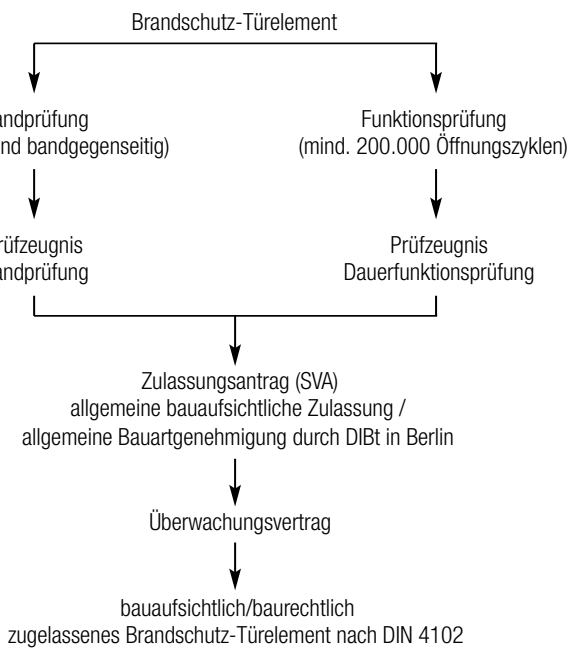 Brandschutz-Türelement
andprüfung
nd bandgegenseitig)
Funktionsprüfung
(mind. 200.000 Öffnungszyklen)
rüfzeugnis
andprüfung
Prüfzeugnis
Dauerfunktionsprüfung
Zulassungsantrag (SVA)
allgemeine bauaufsichtliche Zulassung /
allgemeine Bauartgenehmigung durch DIBt in Berlin
Überwachungsvertrag
bauaufsichtlich/baurechtlich
zugelassenes Brandschutz-Türelement nach DIN 4102